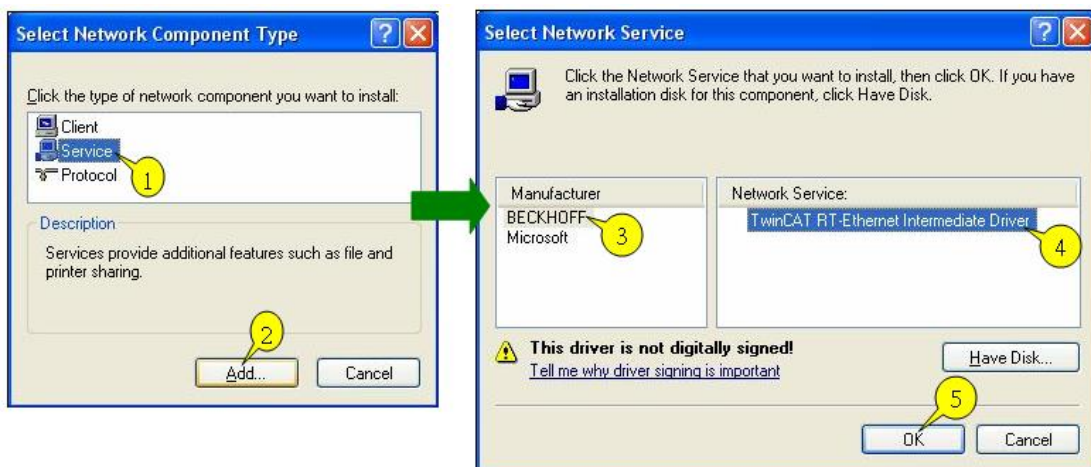 Select Network Component Type
Click the type of network component you want to install:
Client
Service
Protocol
1
Description
Services provide additional features such as file and
printer sharing.
2
Add...
Cancel
Select Network Service
Click the Network Service that you want to install, then click OK. If you have
an installation disk for this component, click Have Disk.
Manufacturer
BECKHOFF
Microsoft
3
Network Service:
TwinCAT RT-Ethernet Intermediate Driver
4
This driver is not digitally signed!
Tell me why driver signing is important
Have Disk...
5
OK
Cancel